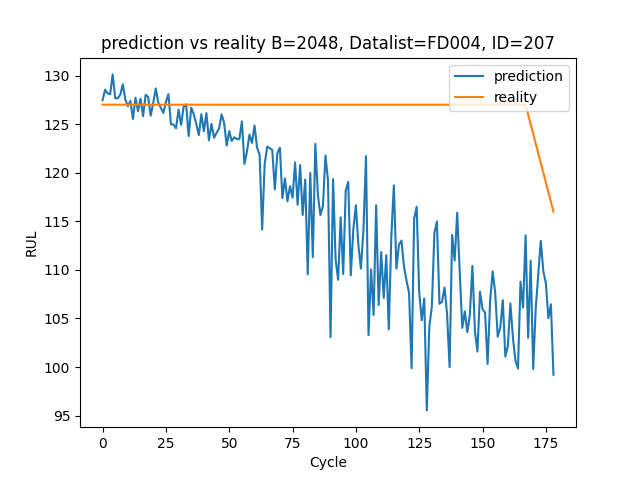 prediction vs reality B=2048, Datalist=FD004, ID=207
prediction
reality
RUL
130
125
120
115
110
105
100
95
0 25 50 75 100 125 150 175
Cycle